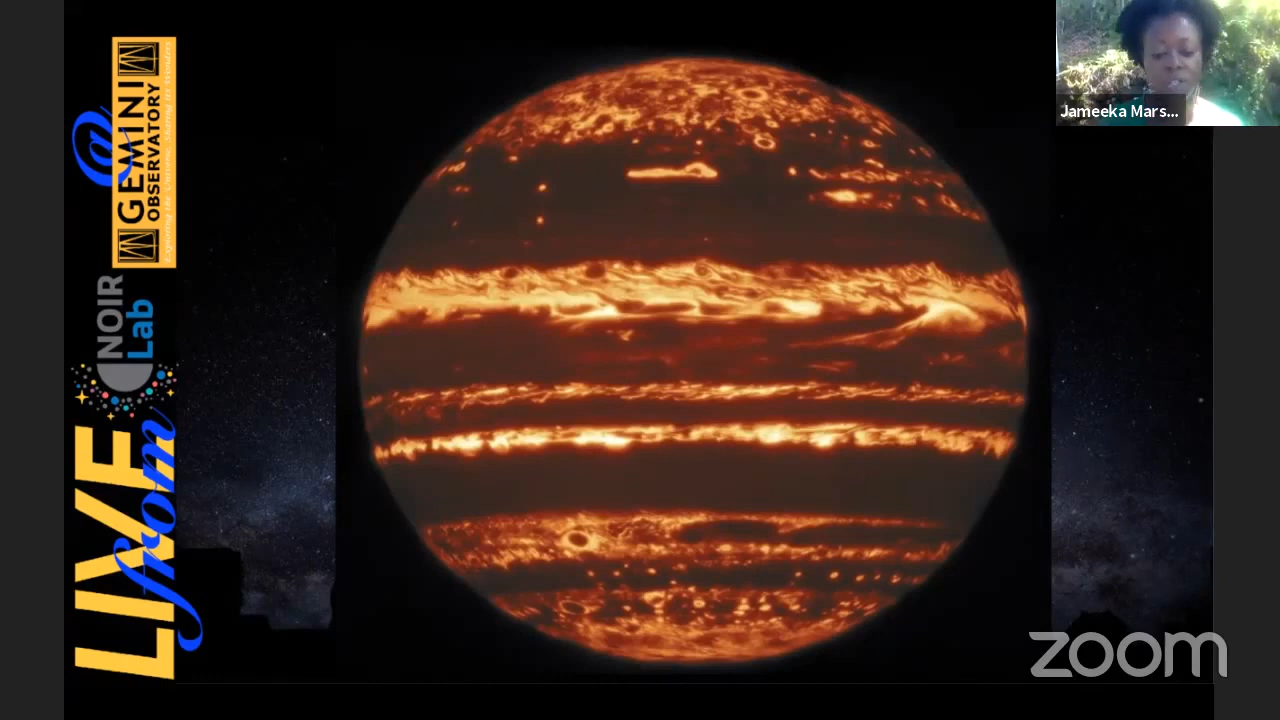 LIVE
from
NOIR
Lab
@
GEMINI
OBSERVATORY
Jameeka Mars...
zoom